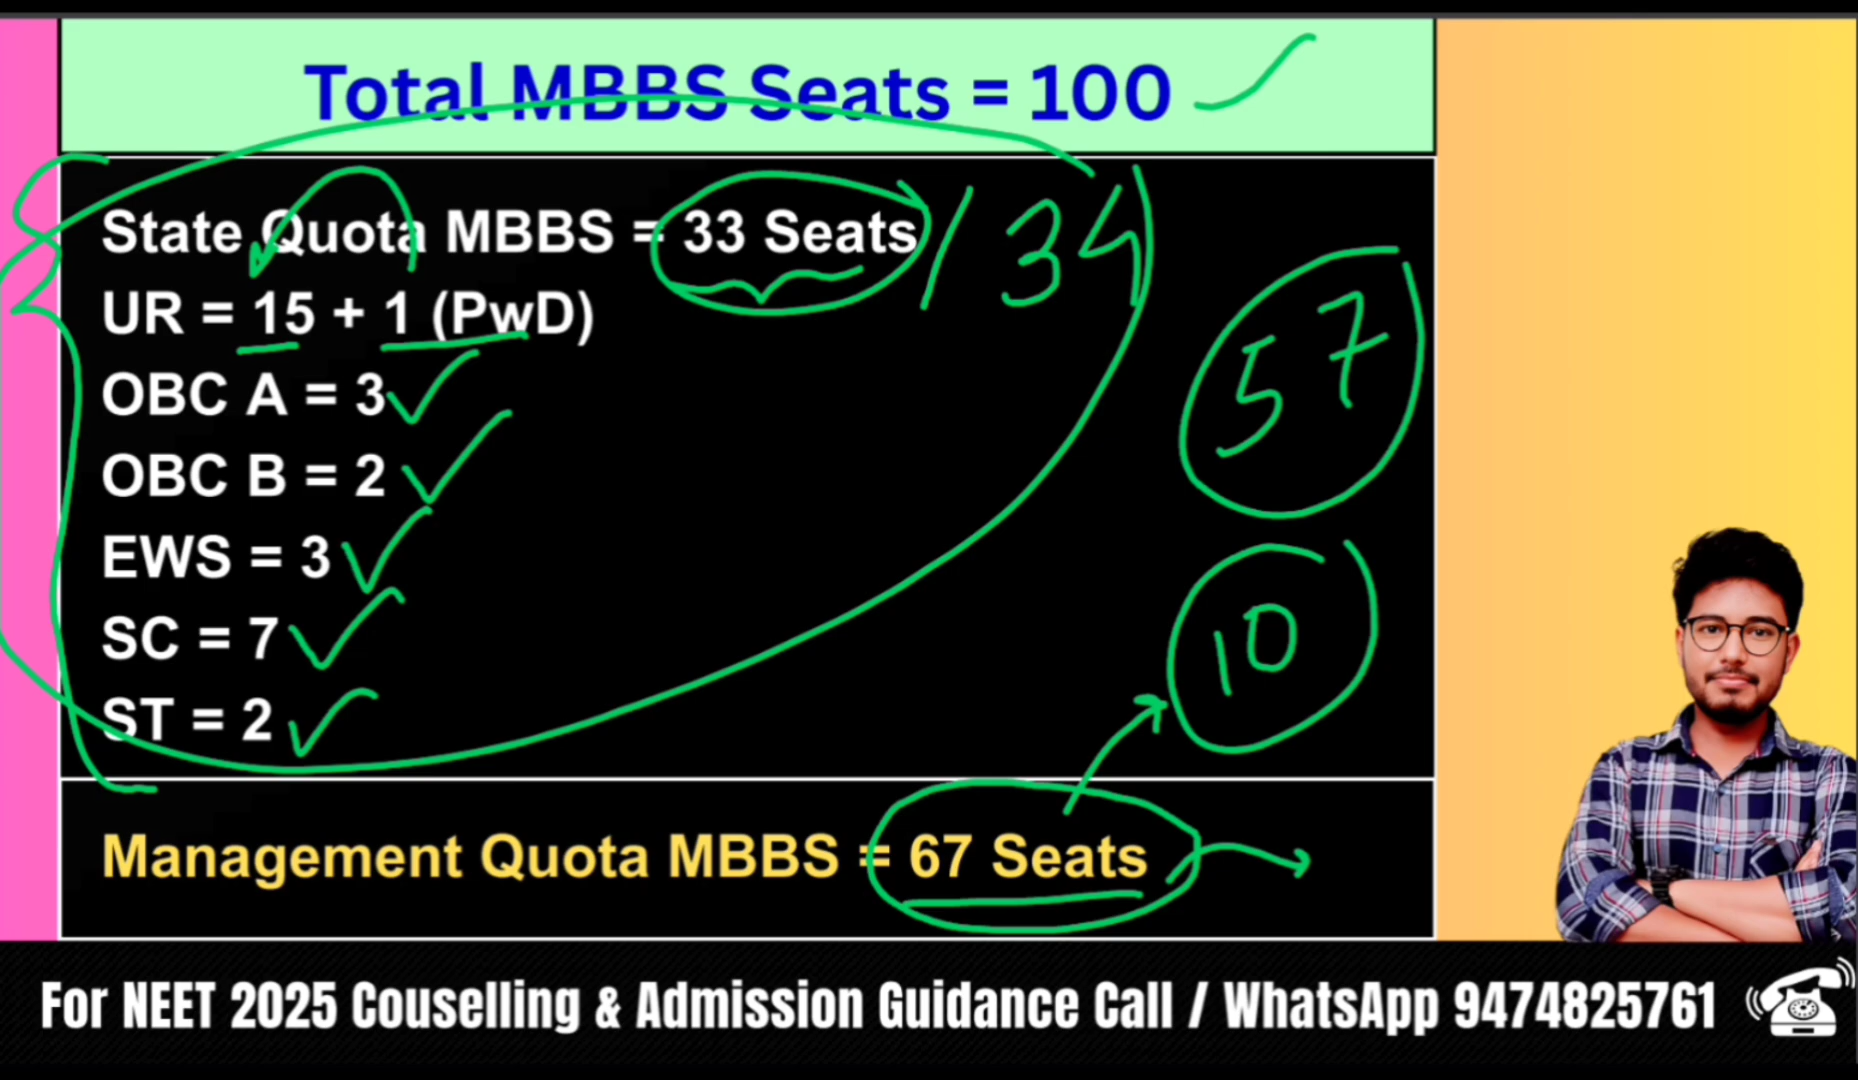 Total MBBS Seats = 100
State Quota MBBS = 33 Seats / 34
UR = 15 + 1 (PwD)
57
OBC A = 3
OBC B = 2
EWS = 3
SC = 7
10
ST = 2
Management Quota MBBS = 67 Seats
For NEET 2025 Couselling & Admission Guidance Call / WhatsApp 9474825761